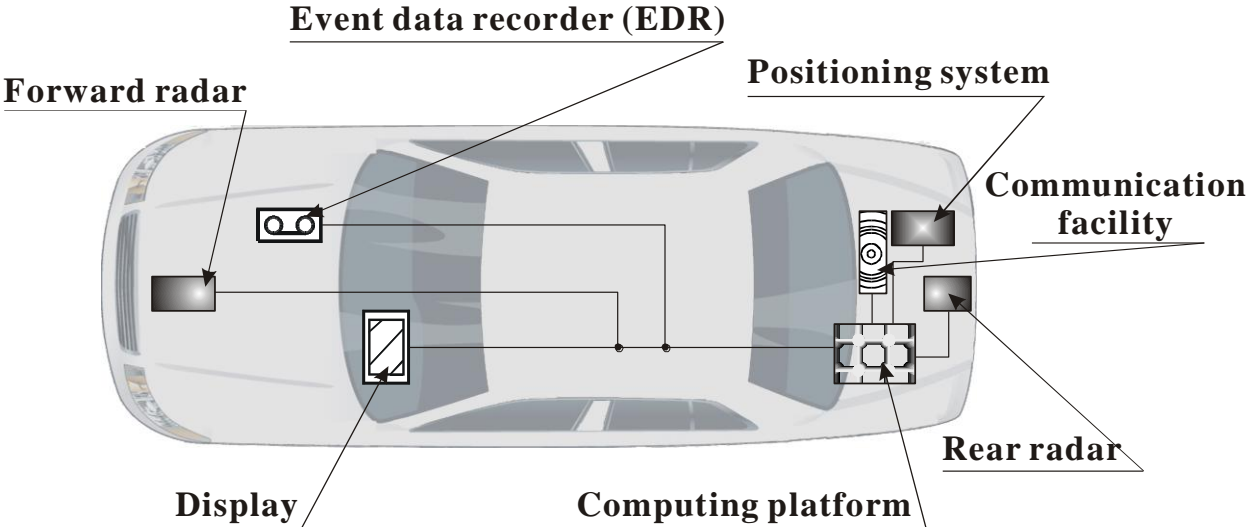 Event data recorder (EDR)
Positioning system
Forward radar
Communication
facility
Rear radar
Display
Computing platform